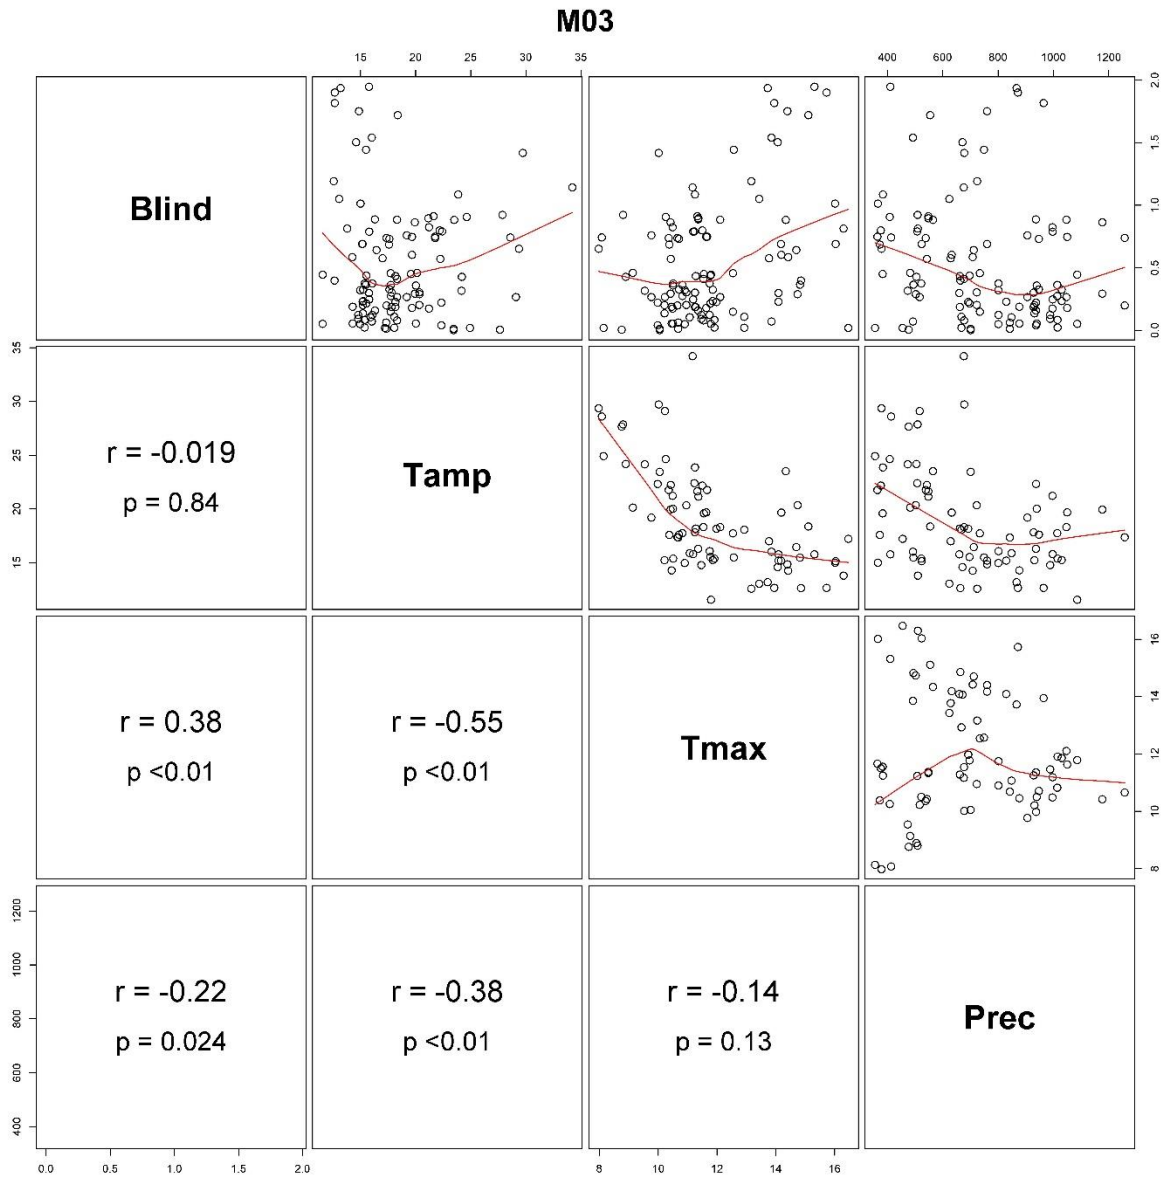 M03
15 20 25 30 35
400 600 800 1000 1200
Blind
0.0 0.5 1.0 1.5 2.0
15 20 25 30 35
r = -0.019
p = 0.84
Tamp
r = 0.38
p <0.01
r = -0.55
p <0.01
Tmax
8 10 12 14 16
400 600 800 1000 1200
r = -0.22
p = 0.024
r = -0.38
p <0.01
r = -0.14
p = 0.13
Prec
0.0 0.5 1.0 1.5 2.0
8 10 12 14 16